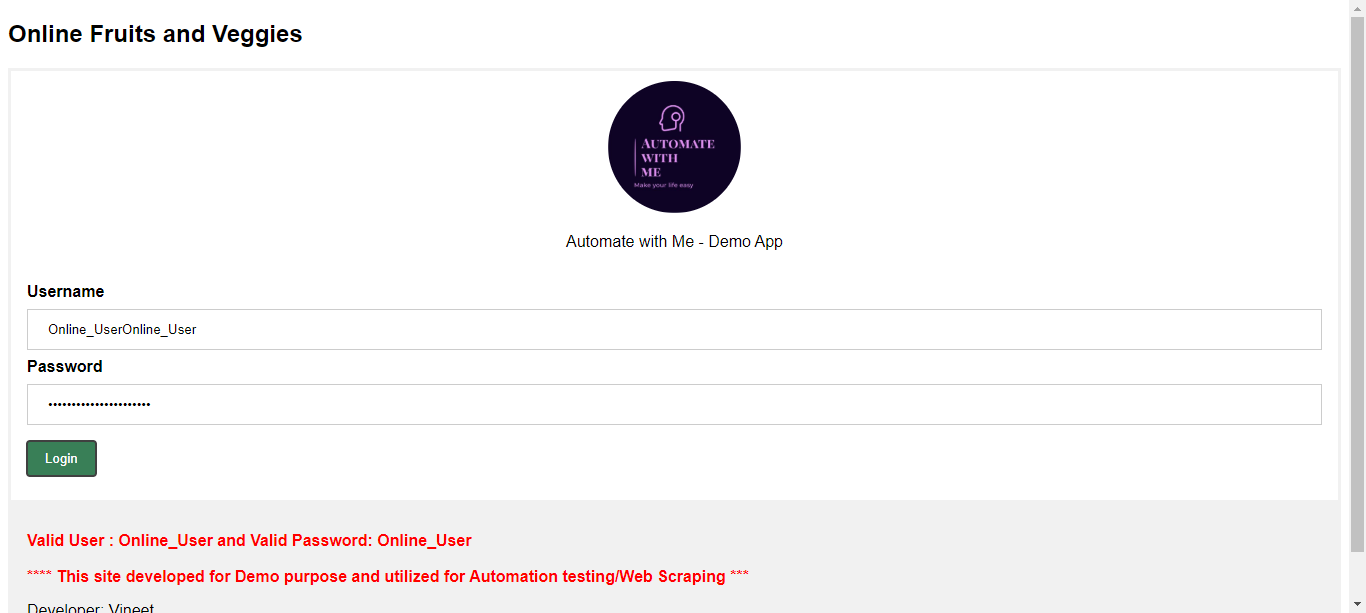 Online Fruits and Veggies
AUTOMATE
WITH
ME
Make your life easy
Automate with Me - Demo App
Username
Online_UserOnline_User
Password
••••••••••••••••••••••
Login
Valid User : Online_User and Valid Password: Online_User
**** This site developed for Demo purpose and utilized for Automation testing/Web Scraping ***
Developer: Vineet